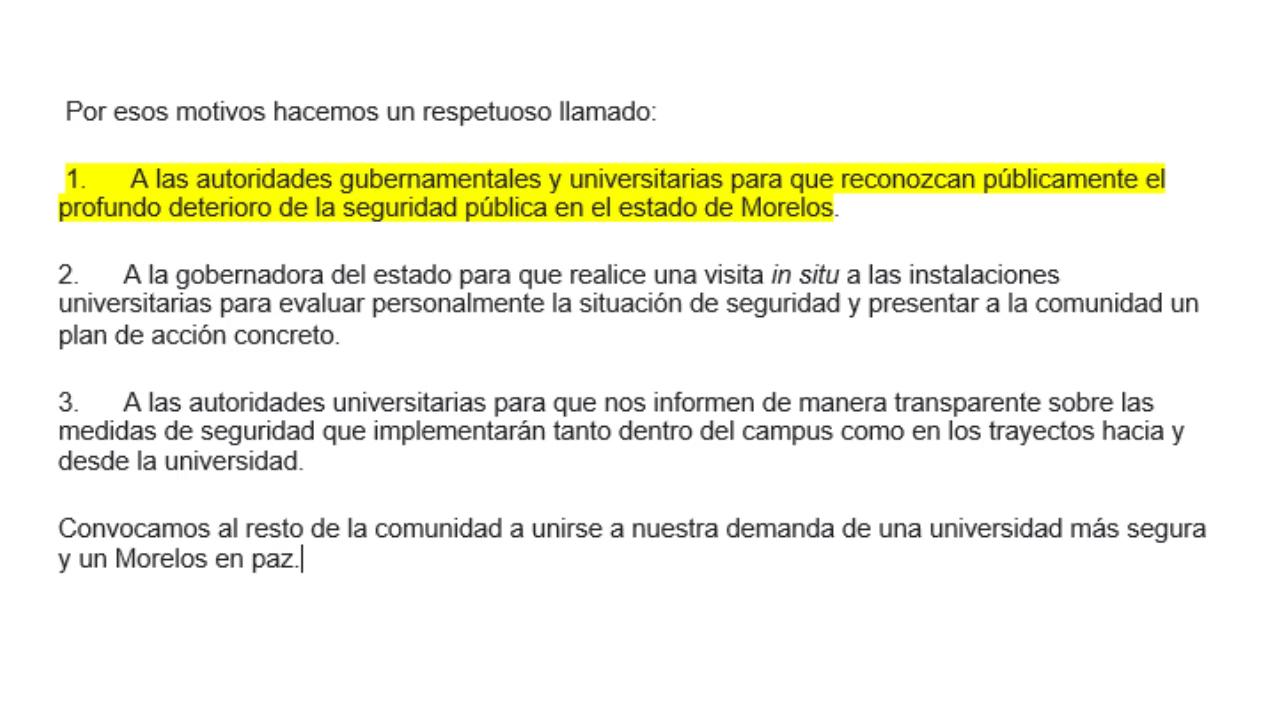 Por esos motivos hacemos un respetuoso llamado:
1. A las autoridades gubernamentales y universitarias para que reconozcan públicamente el
profundo deterioro de la seguridad pública en el estado de Morelos.
2. A la gobernadora del estado para que realice una visita in situ a las instalaciones
universitarias para evaluar personalmente la situación de seguridad y presentar a la comunidad un
plan de acción concreto.
3. A las autoridades universitarias para que nos informen de manera transparente sobre las
medidas de seguridad que implementarán tanto dentro del campus como en los trayectos hacia y
desde la universidad.
Convocamos al resto de la comunidad a unirse a nuestra demanda de una universidad más segura
y un Morelos en paz.